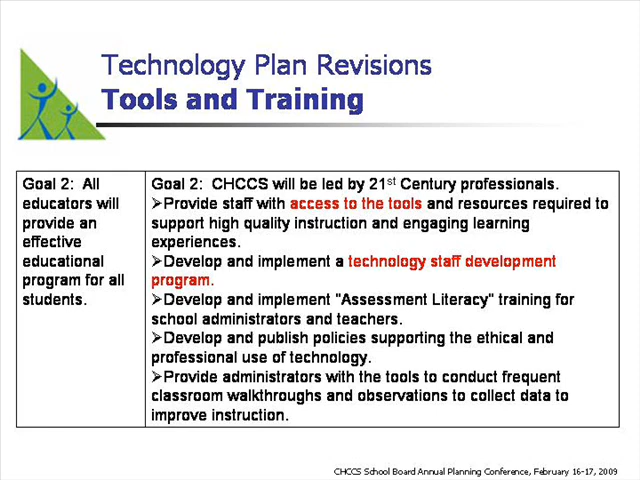 Technology Plan Revisions
Tools and Training
Goal 2: All
educators will
provide an
effective
educational
program for all
students.
Goal 2: CHCCS will be led by 21st Century professionals.
➢Provide staff with access to the tools and resources required to
support high quality instruction and engaging learning
experiences.
➢Develop and implement a technology staff development
program.
➢Develop and implement "Assessment Literacy" training for
school administrators and teachers.
➢Develop and publish policies supporting the ethical and
professional use of technology.
➢Provide administrators with the tools to conduct frequent
classroom walkthroughs and observations to collect data to
improve instruction.
CHCCS School Board Annual Planning Conference, February 16-17, 2009